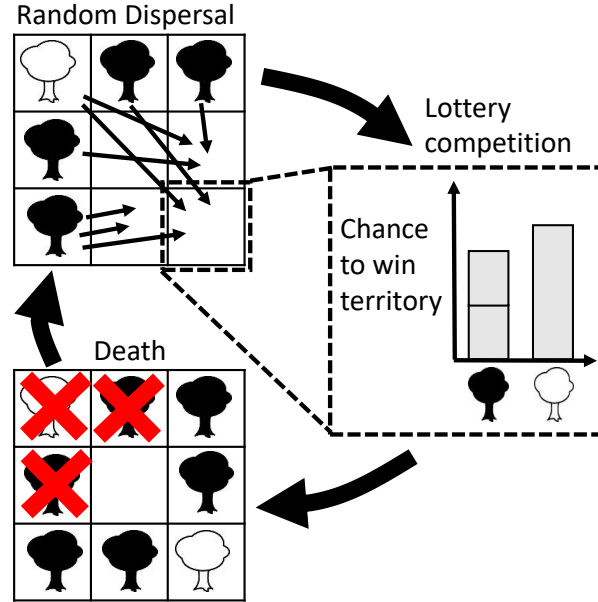 Random Dispersal
Lottery
competition
Chance
to win
territory
Death